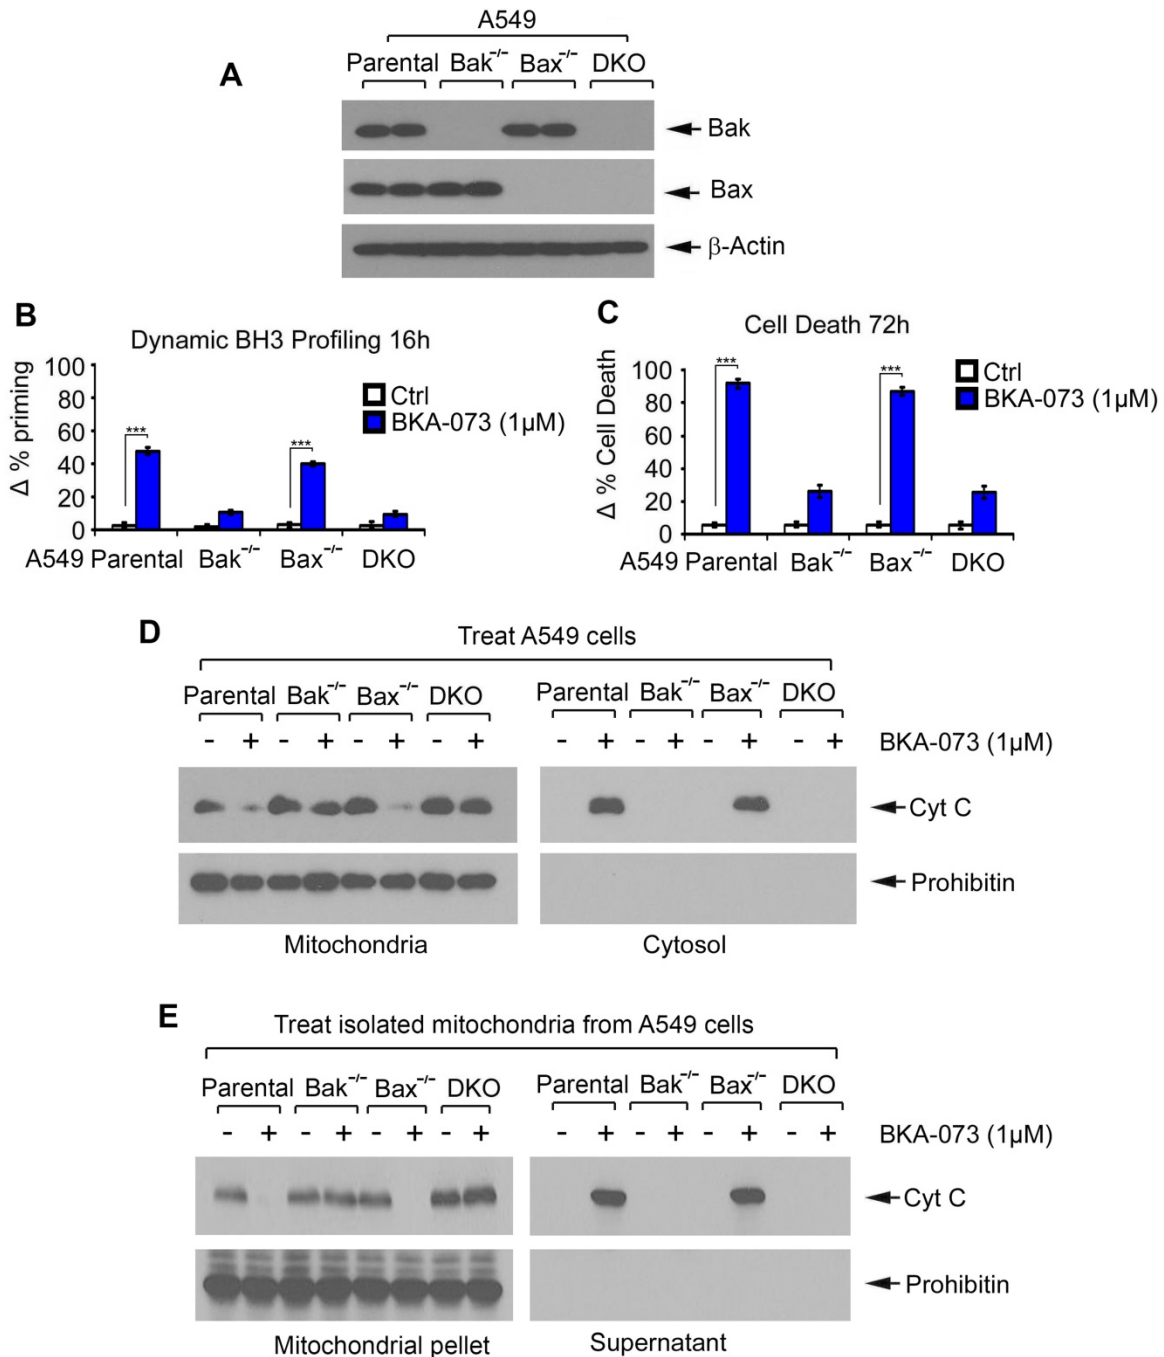 A549
Parental Bak-/- Bax-/- DKO
A
Bak
Bax
β-Actin
B
Dynamic BH3 Profiling 16h
Δ % priming
100
80
60
40
20
0
*** ***
Ctrl
BKA-073 (1µM)
A549 Parental Bak-/- Bax-/- DKO
C
Cell Death 72h
Δ % Cell Death
100
80
60
40
20
0
*** ***
Ctrl
BKA-073 (1µM)
A549 Parental Bak-/- Bax-/- DKO
D
Treat A549 cells
Parental Bak-/- Bax-/- DKO Parental Bak-/- Bax-/- DKO
- + - + - + - + - + - + - + - + BKA-073 (1µM)
Cyt C
Prohibitin
Mitochondria Cytosol
E
Treat isolated mitochondria from A549 cells
Parental Bak-/- Bax-/- DKO Parental Bak-/- Bax-/- DKO
- + - + - + - + - + - + - + - + BKA-073 (1µM)
Cyt C
Prohibitin
Mitochondrial pellet Supernatant